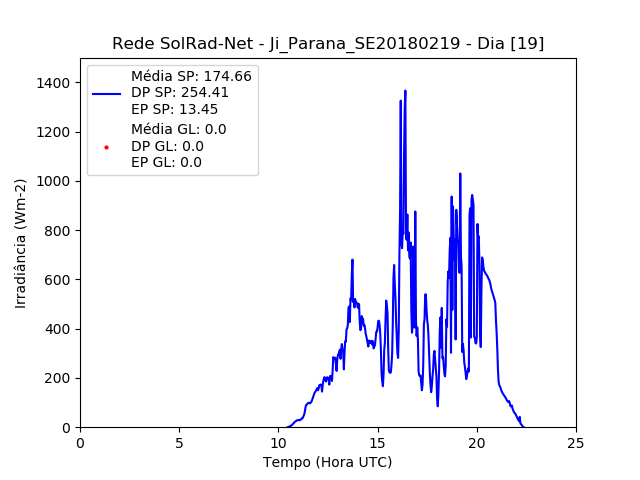 Rede SolRad-Net - Ji_Parana_SE20180219 - Dia [19]
Média SP: 174.66
DP SP: 254.41
EP SP: 13.45
Média GL: 0.0
DP GL: 0.0
EP GL: 0.0
Irradiância (Wm-2)
1400
1200
1000
800
600
400
200
0
0 5 10 15 20 25
Tempo (Hora UTC)